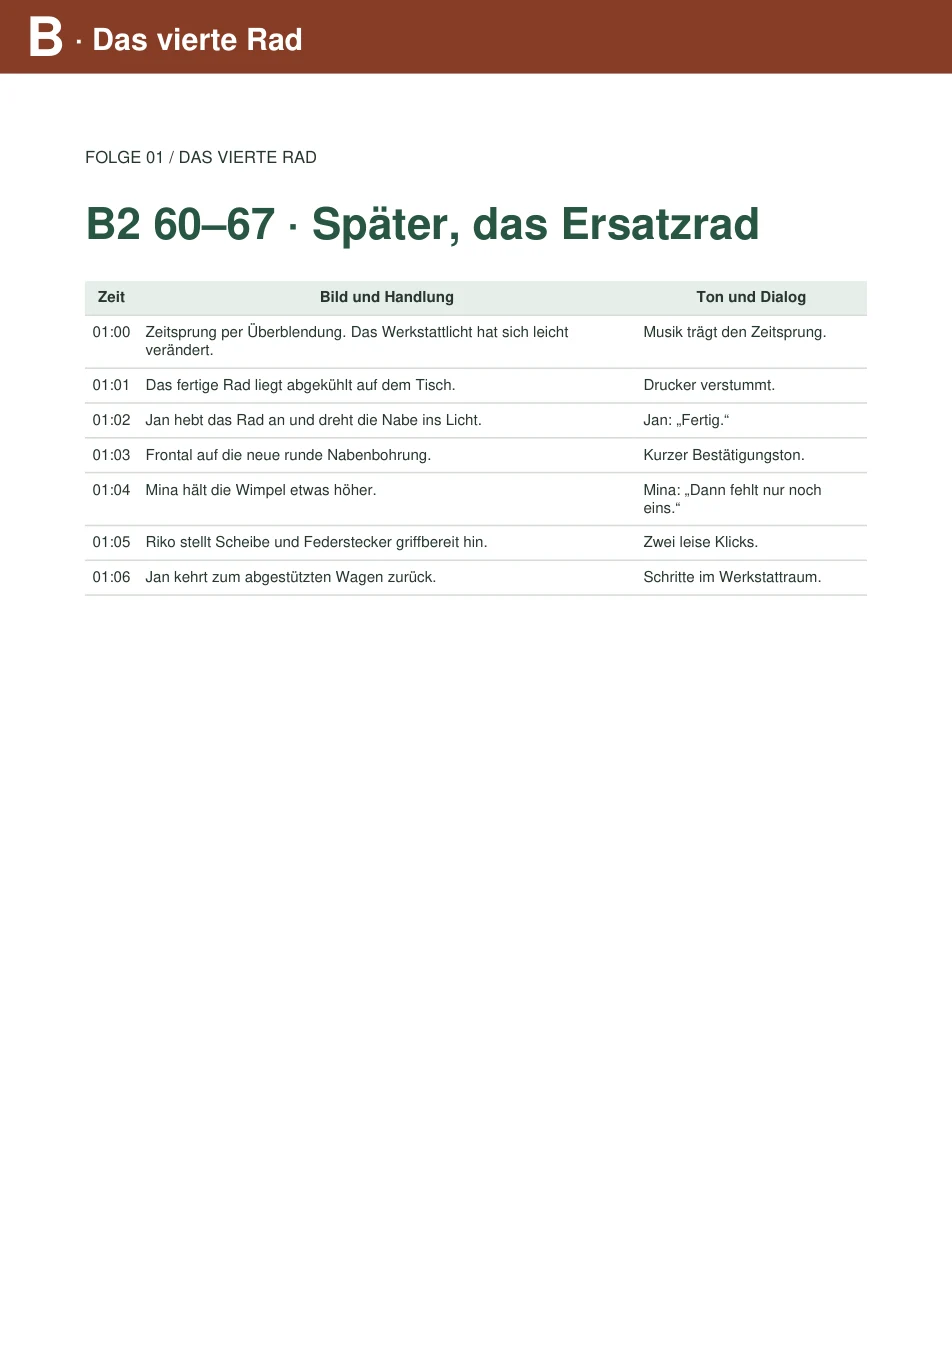 B · Das vierte Rad
FOLGE 01 / DAS VIERTE RAD
B2 60–67 · Später, das Ersatzrad
Zeit Bild und Handlung Ton und Dialog
01:00 Zeitsprung per Überblendung. Das Werkstattlicht hat sich leicht Musik trägt den Zeitsprung.
verändert.
01:01 Das fertige Rad liegt abgekühlt auf dem Tisch. Drucker verstummt.
01:02 Jan hebt das Rad an und dreht die Nabe ins Licht. Jan: „Fertig.“
01:03 Frontal auf die neue runde Nabenbohrung. Kurzer Bestätigungston.
01:04 Mina hält die Wimpel etwas höher. Mina: „Dann fehlt nur noch
eins.“
01:05 Riko stellt Scheibe und Federstecker griffbereit hin. Zwei leise Klicks.
01:06 Jan kehrt zum abgestützten Wagen zurück. Schritte im Werkstattraum.